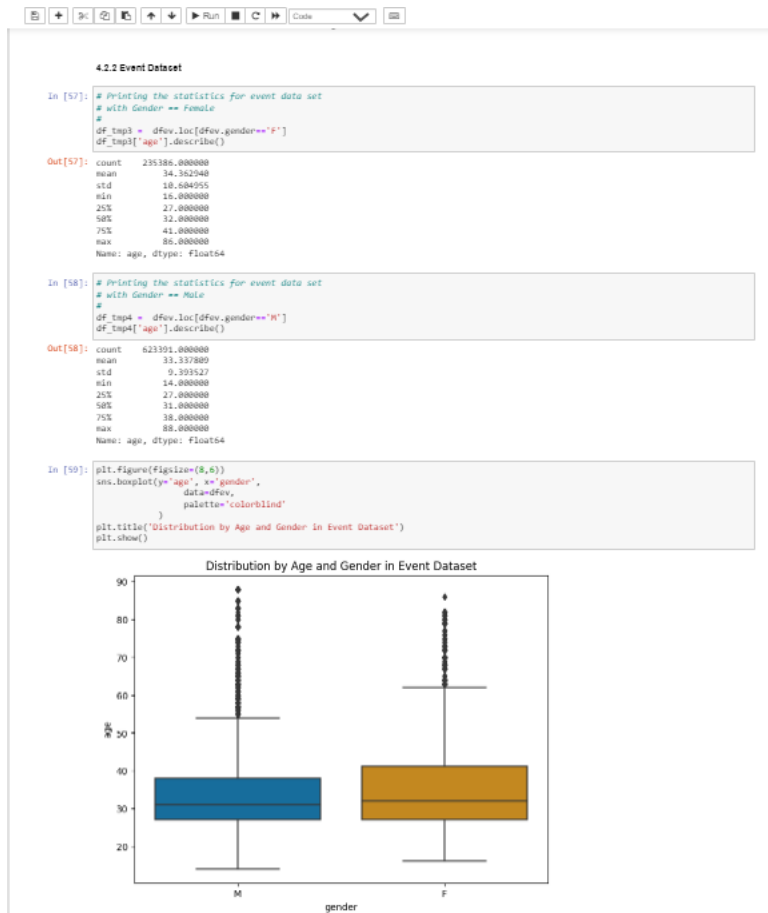 Run
Code
4.2.2 Event Dataset
In [57]: # Printing the statistics for event data set
# with Gender == Female
#
df_tmp3 = dfev.loc[dfev.gender=='F']
df_tmp3['age'].describe()
Out[57]: count 235386.000000
mean 34.362940
std 10.604955
min 16.000000
25% 27.000000
50% 32.000000
75% 41.000000
max 86.000000
Name: age, dtype: float64
In [58]: # Printing the statistics for event data set
# with Gender == Male
#
df_tmp4 = dfev.loc[dfev.gender=='M']
df_tmp4['age'].describe()
Out[58]: count 623391.000000
mean 33.337809
std 9.393527
min 14.000000
25% 27.000000
50% 31.000000
75% 38.000000
max 88.000000
Name: age, dtype: float64
In [59]: plt.figure(figsize=(8,6))
sns.boxplot(y='age', x='gender',
data=dfev,
palette='colorblind'
)
plt.title('Distribution by Age and Gender in Event Dataset')
plt.show()
Distribution by Age and Gender in Event Dataset
90
80
70
60
50
40
30
20
age
M F
gender